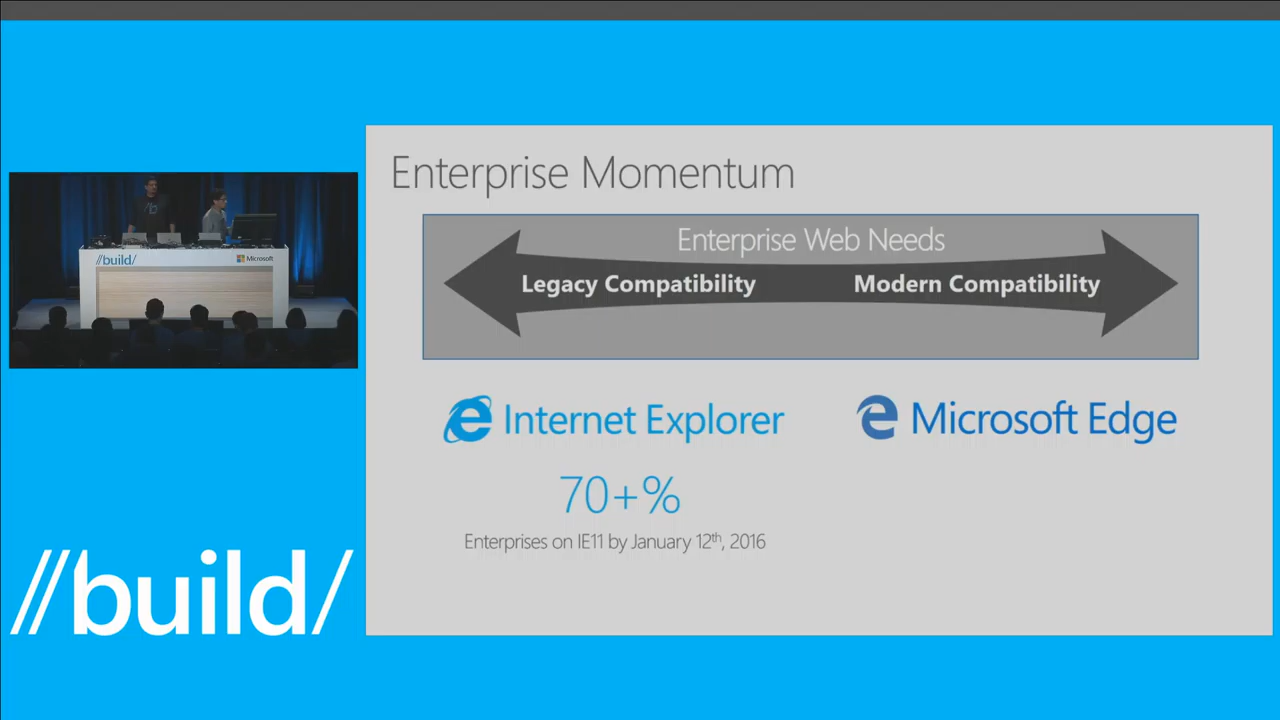 Enterprise Momentum
Enterprise Web Needs
Legacy Compatibility
Modern Compatibility
Internet Explorer
Microsoft Edge
70+%
Enterprises on IE11 by January 12th, 2016
//build/
Microsoft
//build/